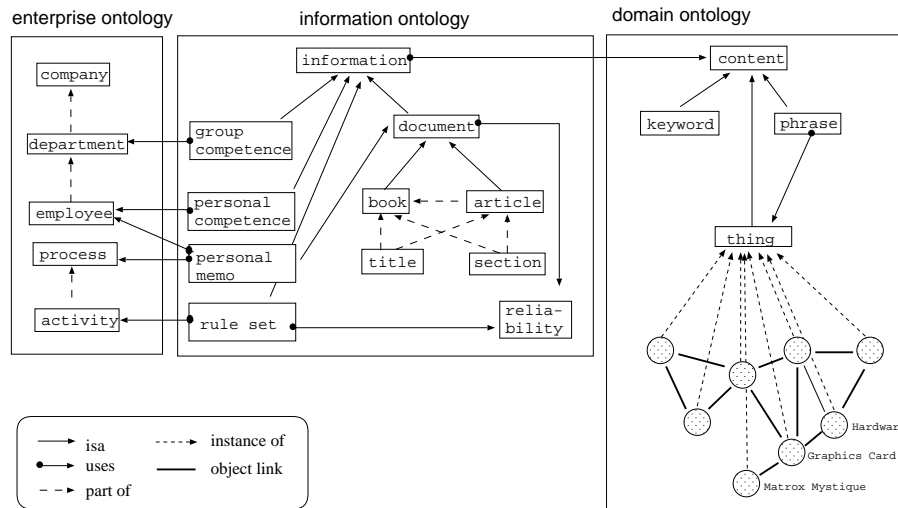 enterprise ontology
information ontology
domain ontology
company
department
employee
process
activity
information
group
competence
document
personal
competence
book
article
personal
memo
title
section
rule set
relia-
bility
content
keyword
phrase
thing
Hardware
Graphics Card
Matrox Mystique
isa
uses
part of
instance of
object link